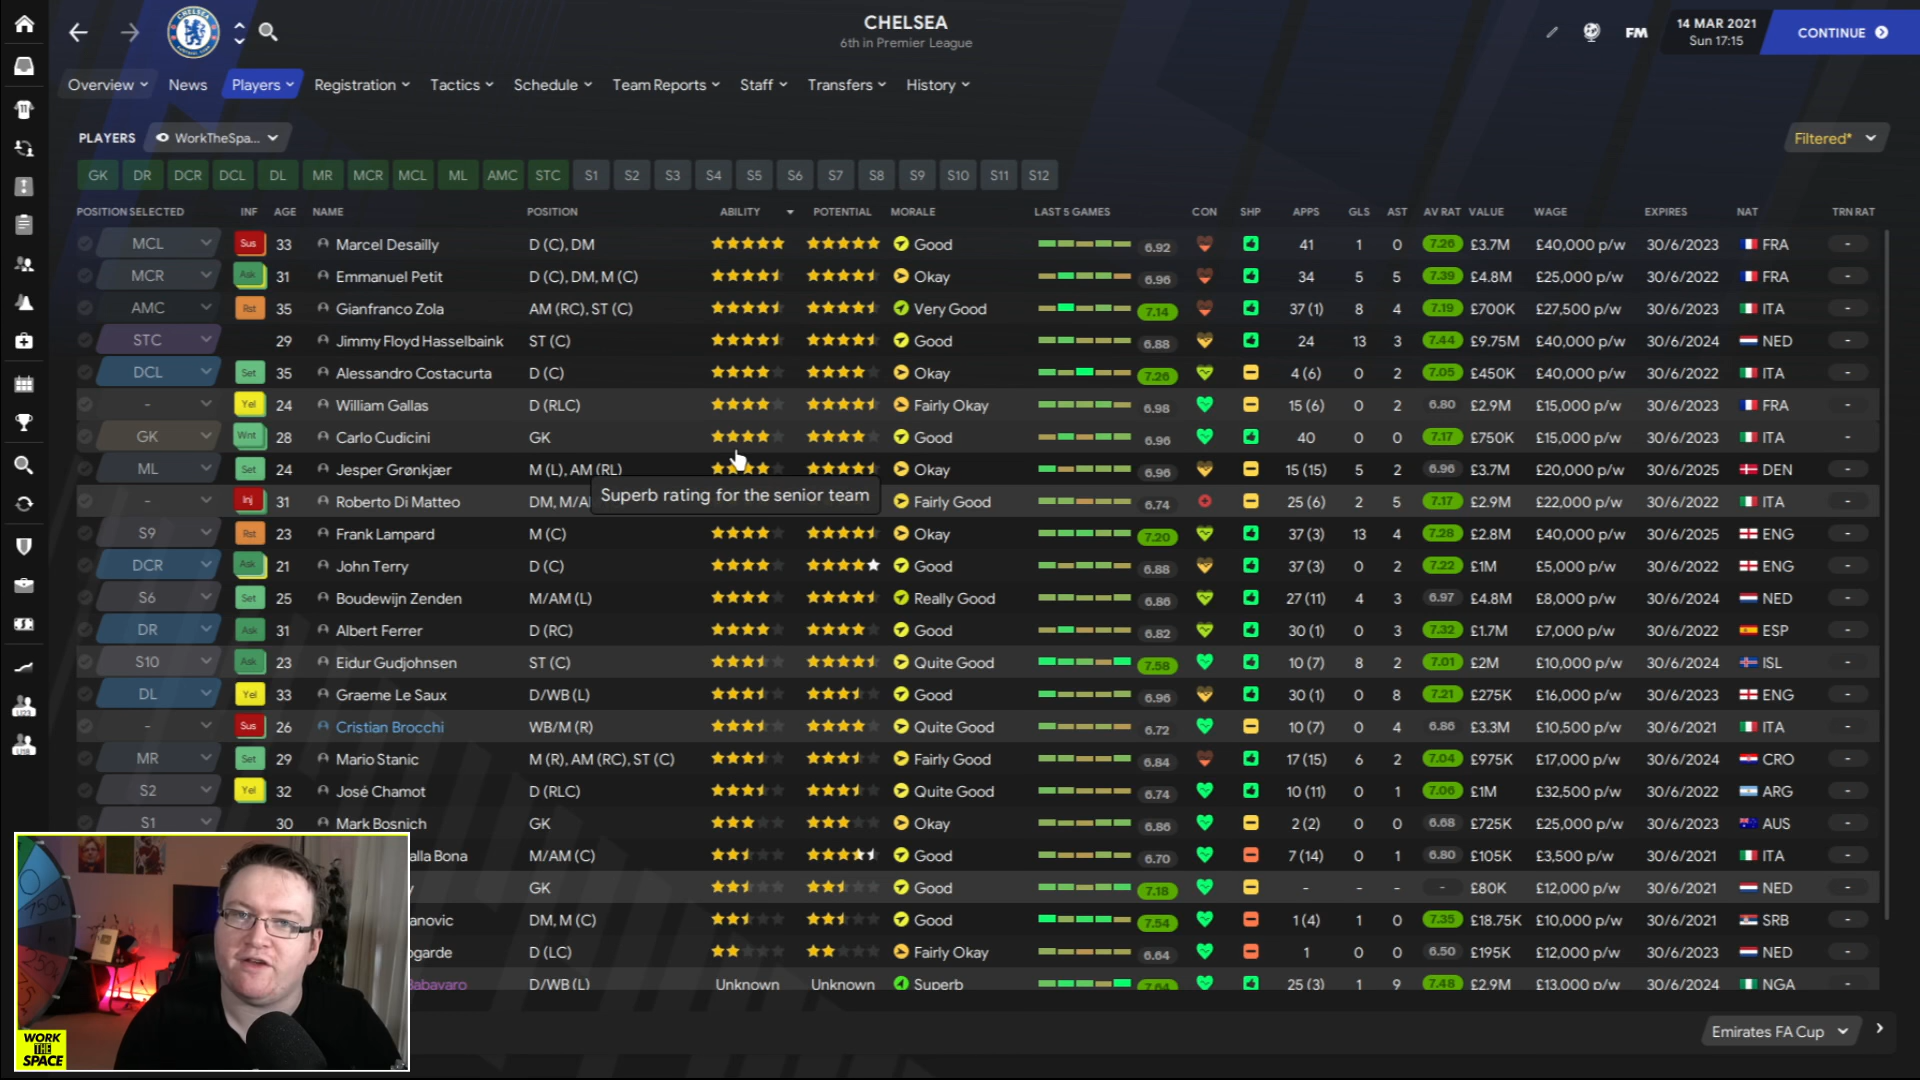 CHELSEA
6th in Premier League
FM
14 MAR 2021
Sun 17:15
CONTINUE
Overview News Players Registration Tactics Schedule Team Reports Staff Transfers History
PLAYERS WorkTheSpa... Filtered*
GK DR DCR DCL DL MR MCR MCL ML AMC STC S1 S2 S3 S4 S5 S6 S7 S8 S9 S10 S11 S12
POSITION SELECTED INF AGE NAME POSITION ABILITY POTENTIAL MORALE LAST 5 GAMES CON SHP APPS GLS AST AV RAT VALUE WAGE EXPIRES NAT TRN RAT
MCL Sus 33 Marcel Desailly D (C), DM Good 6.92 41 1 0 7.26 £3.7M £40,000 p/w 30/6/2023 FRA -
MCR Ask 31 Emmanuel Petit D (C), DM, M (C) Okay 6.96 34 5 5 7.39 £4.8M £25,000 p/w 30/6/2022 FRA -
AMC Rst 35 Gianfranco Zola AM (RC), ST (C) Very Good 7.14 37 (1) 8 4 7.19 £700K £27,500 p/w 30/6/2022 ITA -
STC 29 Jimmy Floyd Hasselbaink ST (C) Good 6.88 24 13 3 7.44 £9.75M £40,000 p/w 30/6/2024 NED -
DCL Set 35 Alessandro Costacurta D (C) Okay 7.26 4 (6) 0 2 7.05 £450K £40,000 p/w 30/6/2022 ITA -
- Yel 24 William Gallas D (RLC) Fairly Okay 6.98 15 (6) 0 2 6.80 £2.9M £15,000 p/w 30/6/2023 FRA -
GK Wnt 28 Carlo Cudicini GK Good 6.96 40 0 0 7.17 £750K £15,000 p/w 30/6/2023 ITA -
ML Set 24 Jesper Grønkjær M (L), AM (RL) Okay 6.96 15 (15) 5 2 6.96 £3.7M £20,000 p/w 30/6/2025 DEN -
- Inj 31 Roberto Di Matteo DM, M/A Superb rating for the senior team Fairly Good 6.74 25 (6) 2 5 7.17 £2.9M £22,000 p/w 30/6/2022 ITA -
S9 Rst 23 Frank Lampard M (C) Okay 7.20 37 (3) 13 4 7.28 £2.8M £40,000 p/w 30/6/2025 ENG -
DCR Ask 21 John Terry D (C) Good 6.88 37 (3) 0 2 7.22 £1M £5,000 p/w 30/6/2022 ENG -
S6 Set 25 Boudewijn Zenden M/AM (L) Really Good 6.86 27 (11) 4 3 6.97 £4.8M £8,000 p/w 30/6/2024 NED -
DR Ask 31 Albert Ferrer D (RC) Good 6.82 30 (1) 0 3 7.32 £1.7M £7,000 p/w 30/6/2022 ESP -
S10 Ask 23 Eidur Gudjohnsen ST (C) Quite Good 7.58 10 (7) 8 2 7.01 £2M £10,000 p/w 30/6/2024 ISL -
DL Yel 33 Graeme Le Saux D/WB (L) Good 6.96 30 (1) 0 8 7.21 £275K £16,000 p/w 30/6/2023 ENG -
- Sus 26 Cristian Brocchi WB/M (R) Quite Good 6.72 10 (7) 0 4 6.86 £3.3M £10,500 p/w 30/6/2021 ITA -
MR Set 29 Mario Stanic M (R), AM (RC), ST (C) Fairly Good 6.84 17 (15) 6 2 7.04 £975K £17,000 p/w 30/6/2024 CRO -
S2 Yel 32 José Chamot D (RLC) Quite Good 6.74 10 (11) 0 1 7.06 £1M £32,500 p/w 30/6/2022 ARG -
S1 30 Mark Bosnich GK Okay 6.86 2 (2) 0 0 6.68 £725K £25,000 p/w 30/6/2023 AUS -
alla Bona M/AM (C) Good 6.70 7 (14) 0 1 6.80 £105K £3,500 p/w 30/6/2021 ITA -
y GK Good 7.18 - - - - £80K £12,000 p/w 30/6/2021 NED -
anovic DM, M (C) Good 7.54 1 (4) 1 0 7.35 £18.75K £10,000 p/w 30/6/2021 SRB -
ogarde D (LC) Fairly Okay 6.64 1 0 0 6.50 £195K £12,000 p/w 30/6/2023 NED -
Babayaro D/WB (L) Unknown Unknown Superb 7.64 25 (3) 1 9 7.48 £2.9M £13,000 p/w 30/6/2024 NGA -
WORK
THE
SPACE
Emirates FA Cup